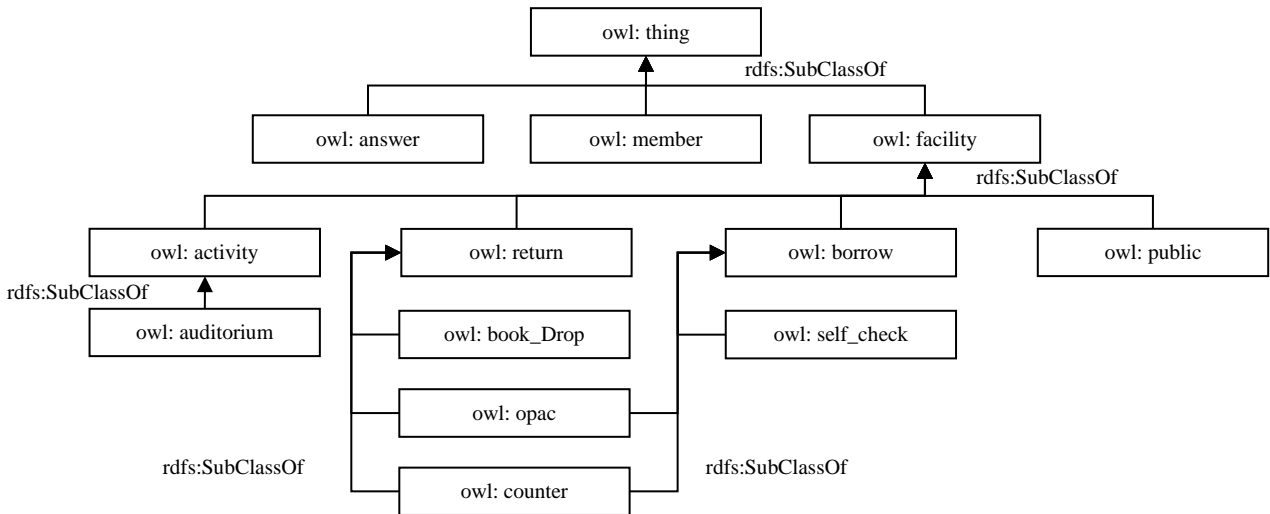 owl: thing
rdfs:SubClassOf
owl: answer
owl: member
owl: facility
rdfs:SubClassOf
owl: activity
owl: return
owl: borrow
owl: public
rdfs:SubClassOf
owl: auditorium
owl: book_Drop
owl: self_check
owl: opac
rdfs:SubClassOf
rdfs:SubClassOf
owl: counter